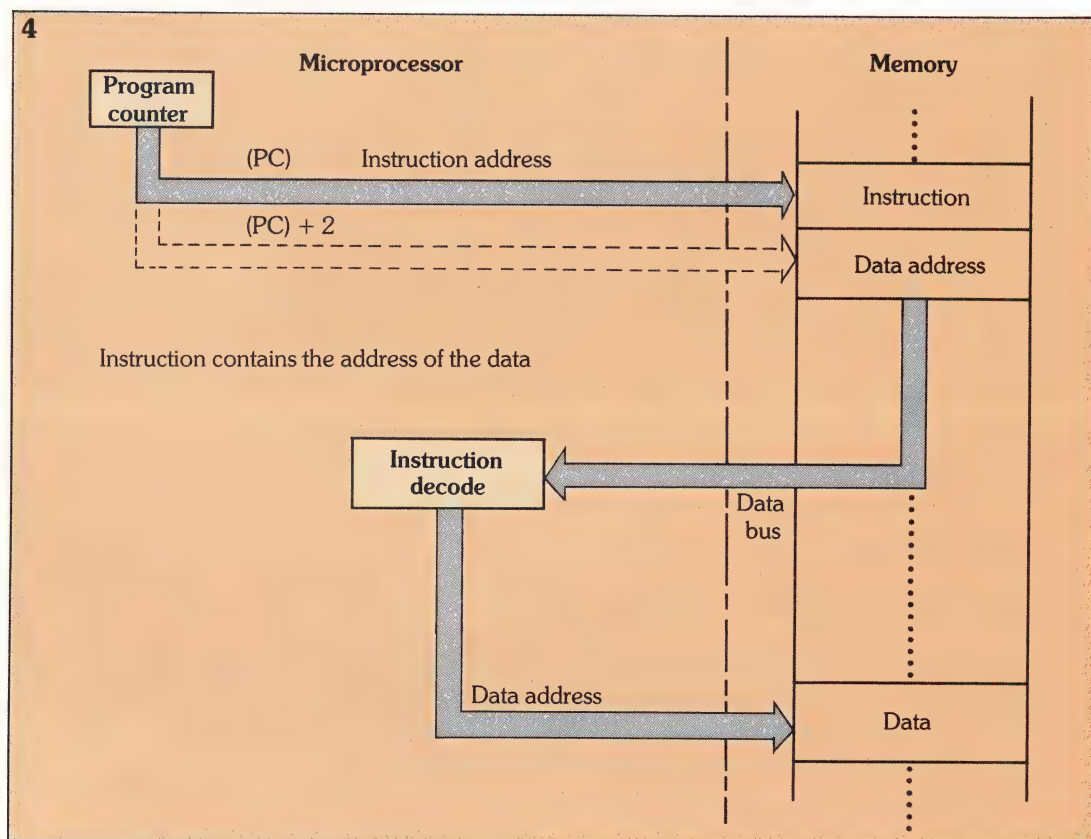 4
Microprocessor
Memory
Program
counter
(PC) Instruction address
Instruction
(PC) + 2
Data address
Instruction contains the address of the data
Instruction
decode
Data
bus
Data address
Data